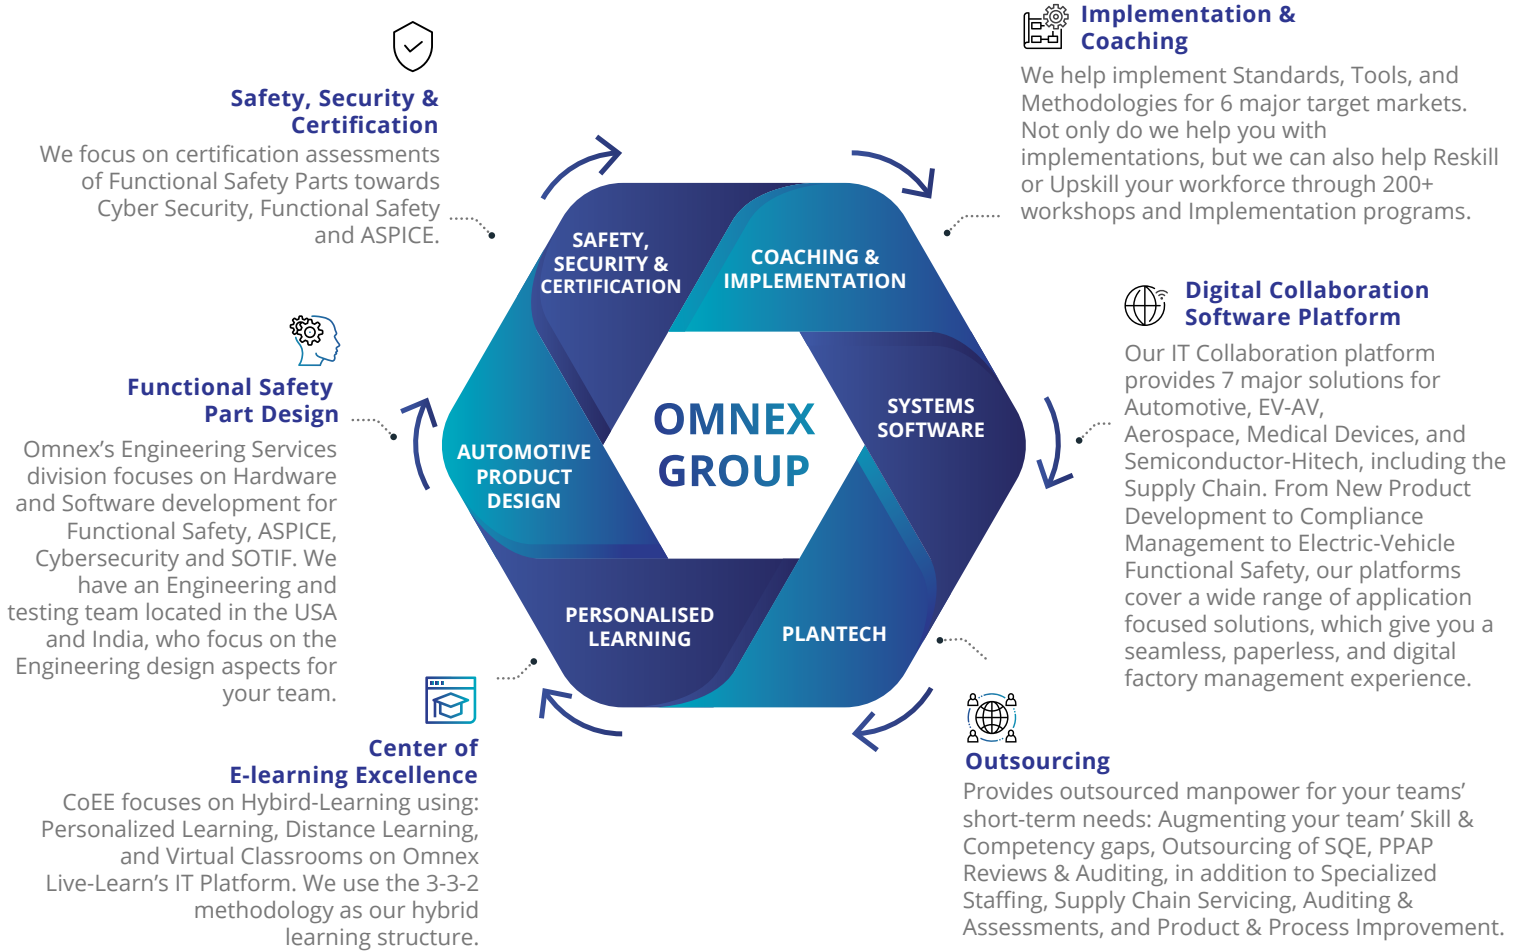 Safety, Security &
Certification
We focus on certification assessments
of Functional Safety Parts towards
Cyber Security, Functional Safety
and ASPICE.
Implementation &
Coaching
We help implement Standards, Tools, and
Methodologies for 6 major target markets.
Not only do we help you with
implementations, but we can also help Reskill
or Upskill your workforce through 200+
workshops and Implementation programs.
Functional Safety
Part Design
Omnex’s Engineering Services
division focuses on Hardware
and Software development for
Functional Safety, ASPICE,
Cybersecurity and SOTIF. We
have an Engineering and
testing team located in the USA
and India, who focus on the
Engineering design aspects for
your team.
SAFETY,
SECURITY &
CERTIFICATION
COACHING &
IMPLEMENTATION
SYSTEMS
SOFTWARE
AUTOMOTIVE
PRODUCT
DESIGN
OMNEX
GROUP
PERSONALISED
LEARNING
PLANTECH
Digital Collaboration
Software Platform
Our IT Collaboration platform
provides 7 major solutions for
Automotive, EV-AV,
Aerospace, Medical Devices, and
Semiconductor-Hitech, including the
Supply Chain. From New Product
Development to Compliance
Management to Electric-Vehicle
Functional Safety, our platforms
cover a wide range of application
focused solutions, which give you a
seamless, paperless, and digital
factory management experience.
Center of
E-learning Excellence
CoEE focuses on Hybird-Learning using:
Personalized Learning, Distance Learning,
and Virtual Classrooms on Omnex
Live-Learn’s IT Platform. We use the 3-3-2
methodology as our hybrid
learning structure.
Outsourcing
Provides outsourced manpower for your teams’
short-term needs: Augmenting your team’ Skill &
Competency gaps, Outsourcing of SQE, PPAP
Reviews & Auditing, in addition to Specialized
Staffing, Supply Chain Servicing, Auditing &
Assessments, and Product & Process Improvement.